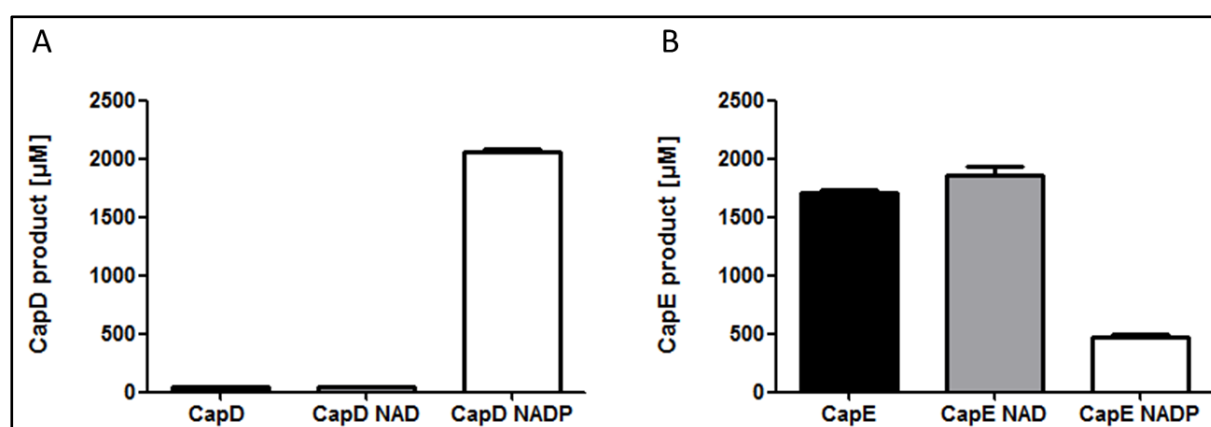 A
CapD product [µM]
2500
2000
1500
1000
500
0
CapD CapD NAD CapD NADP
B
CapE product [µM]
2500
2000
1500
1000
500
0
CapE CapE NAD CapE NADP